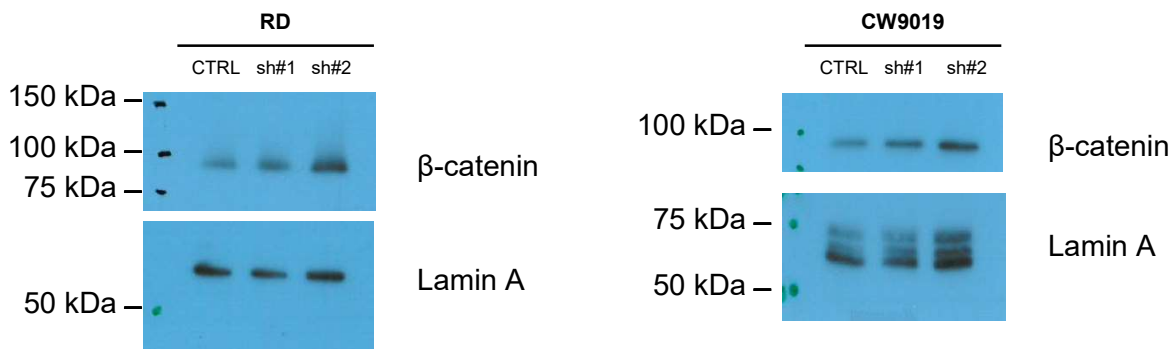 RD
CTRL sh#1 sh#2
150 kDa
100 kDa
75 kDa
β-catenin
50 kDa
Lamin A
CW9019
CTRL sh#1 sh#2
100 kDa
β-catenin
75 kDa
50 kDa
Lamin A